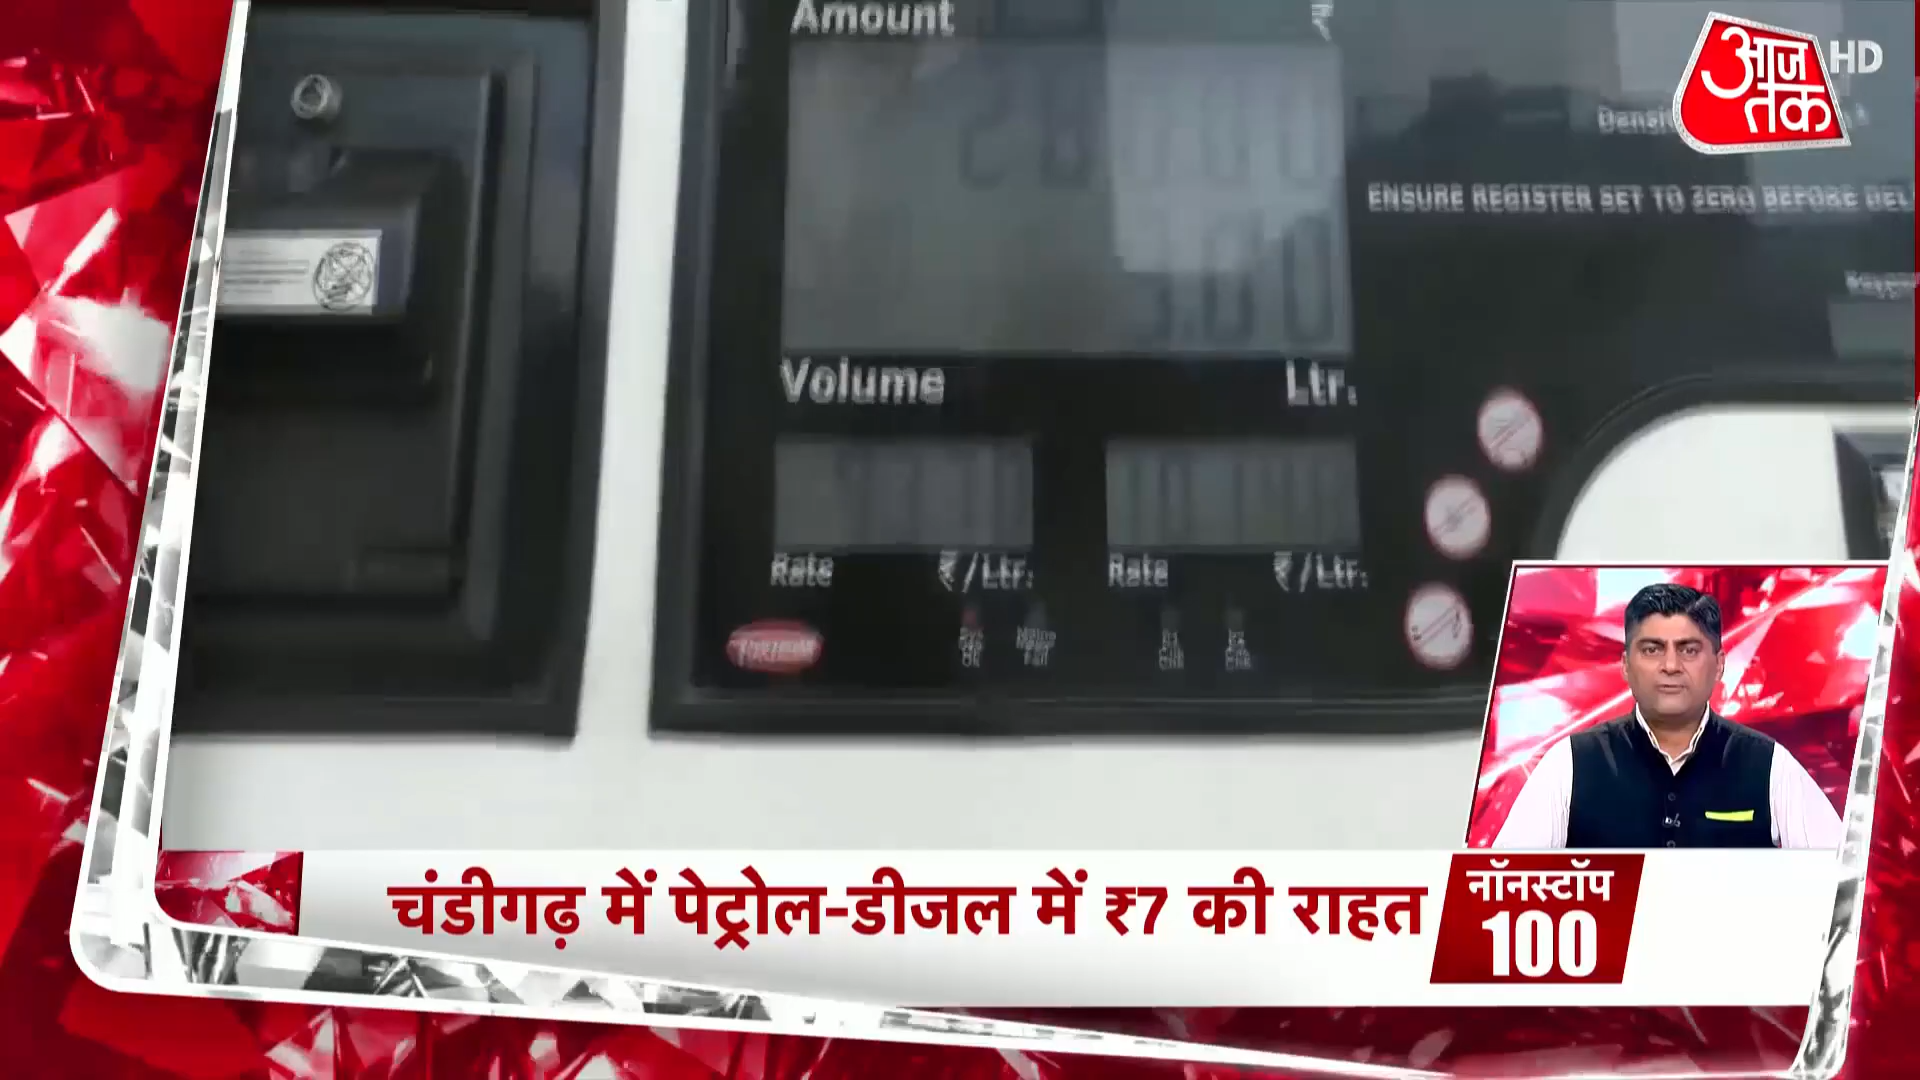 Amount ₹
आज तक HD
ENSURE REGISTER SET TO ZERO BEFORE DEL
Volume Ltr.
Rate ₹/Ltr. Rate ₹/Ltr.
चंडीगढ़ में पेट्रोल-डीजल में ₹7 की राहत
नॉनस्टॉप
100